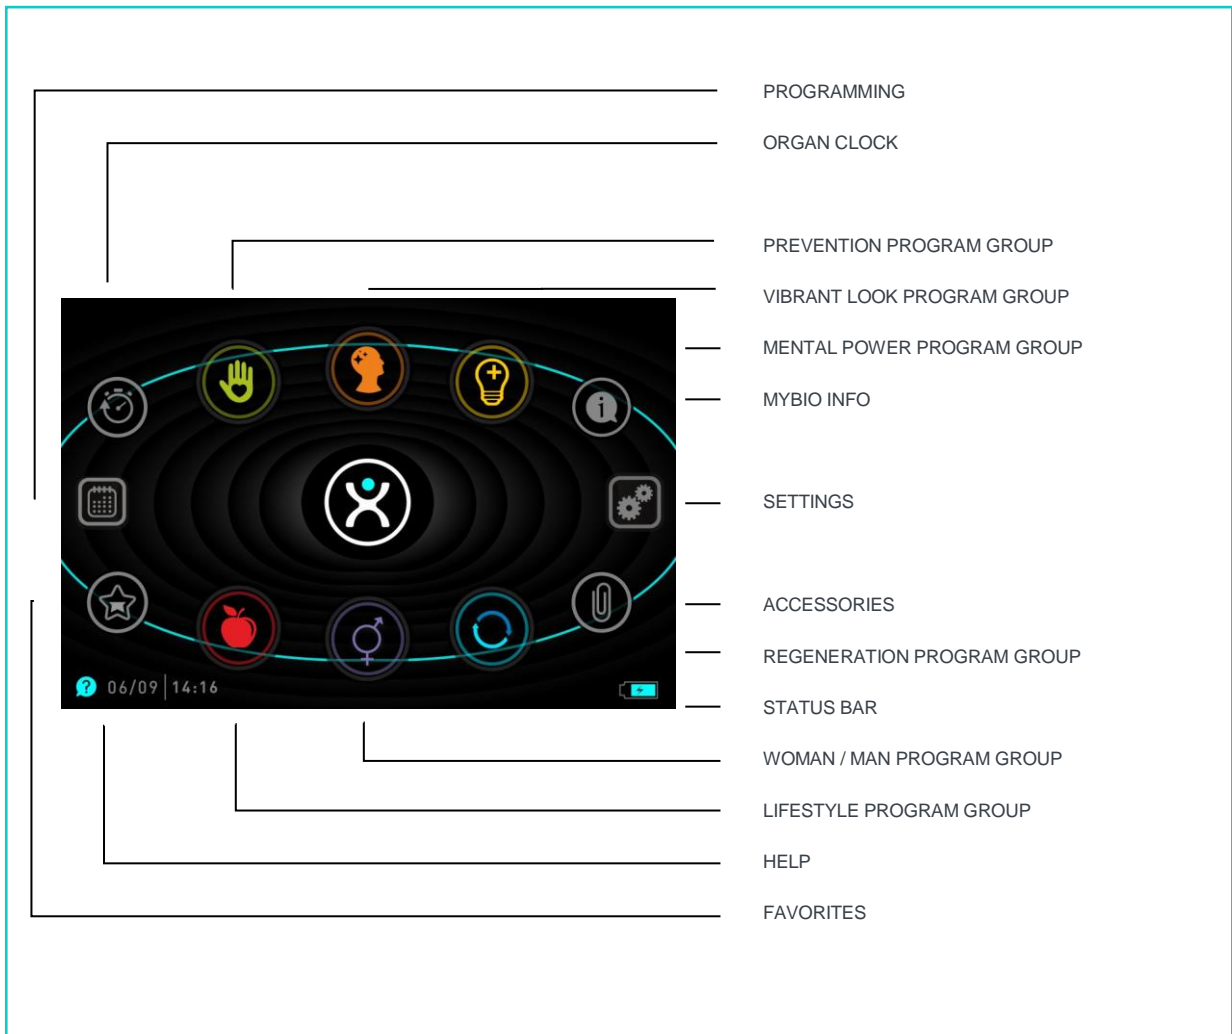 PROGRAMMING
ORGAN CLOCK
PREVENTION PROGRAM GROUP
VIBRANT LOOK PROGRAM GROUP
MENTAL POWER PROGRAM GROUP
MYBIO INFO
SETTINGS
ACCESSORIES
REGENERATION PROGRAM GROUP
STATUS BAR
WOMAN / MAN PROGRAM GROUP
LIFESTYLE PROGRAM GROUP
HELP
FAVORITES
06/09 14:16